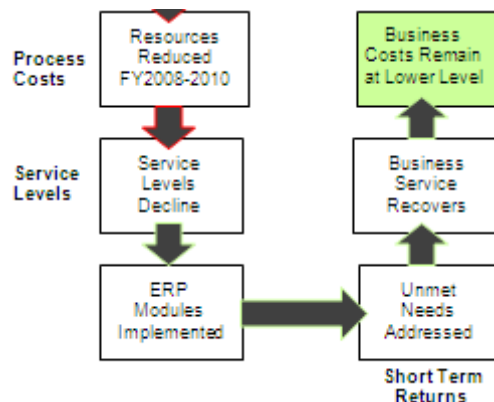 Process
Costs
Resources
Reduced
FY2008-2010
Business
Costs Remain
at Lower Level
Service
Levels
Service
Levels
Decline
Business
Service
Recovers
ERP
Modules
Implemented
Unmet
Needs
Addressed
Short Term
Returns